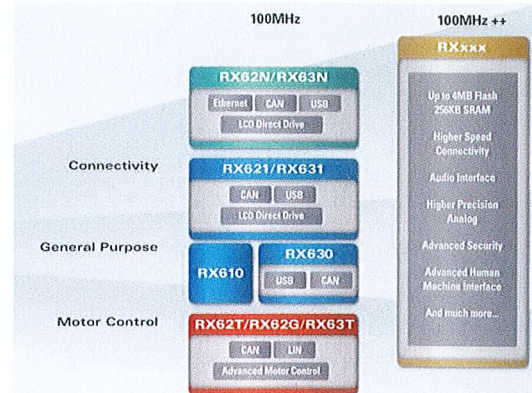 100MHz
100MHz ++
RX62N/RX63N
Ethernet CAN USB
LCD Direct Drive
Connectivity
RX621/RX631
CAN USB
LCD Direct Drive
General Purpose
RX610
RX630
USB CAN
Motor Control
RX62T/RX62G/RX63T
CAN LIN
Advanced Motor Control
RXxxx
Up to 4MB Flash
256KB SRAM
Higher Speed
Connectivity
Audio Interface
Higher Precision
Analog
Advanced Security
Advanced Human
Machine Interface
And much more...